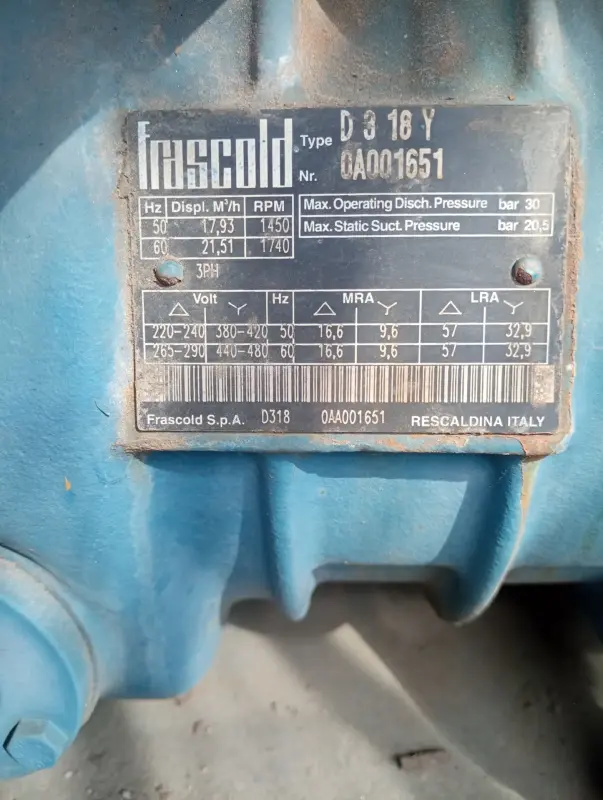 frascold Type D 3 18 Y
Nr. 0A001651
Hz Displ. M³/h RPM
50 17,93 1450
60 21,51 1740
Max. Operating Disch. Pressure bar 30
Max. Static Suct. Pressure bar 20,5
3PH
Volt Hz MRA LRA
△ Y △ Y △ Y
220-240 380-420 50 16,6 9,6 57 32,9
265-290 440-480 60 16,6 9,6 57 32,9
Frascold S.p.A. D318 0AA001651 RESCALDINA ITALY